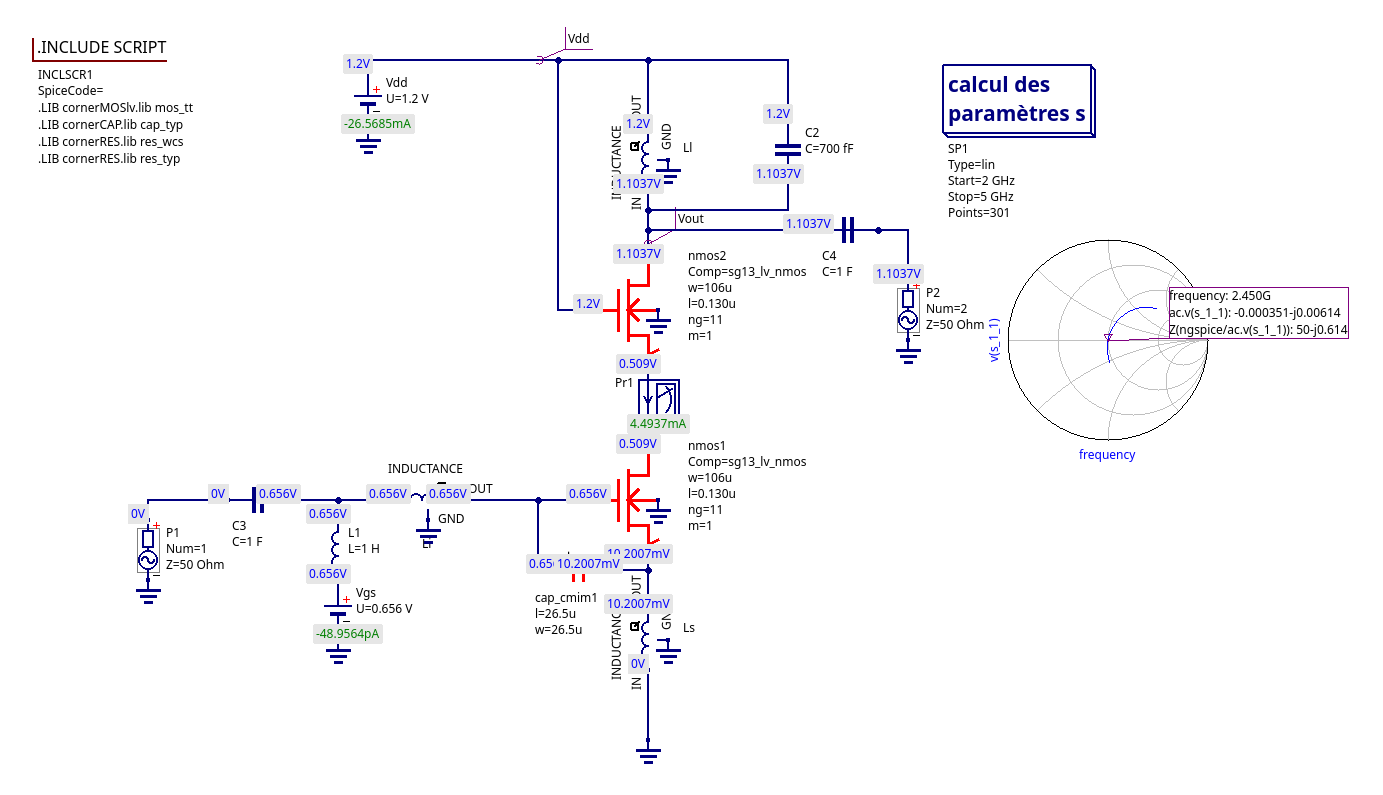 .INCLUDE SCRIPT
INCLSCR1
SpiceCode=
.LIB cornerMOSlv.lib mos_tt
.LIB cornerCAP.lib cap_typ
.LIB cornerRES.lib res_wcs
.LIB cornerRES.lib res_typ
Vdd
1.2V
Vdd
U=1.2 V
-26.5685mA
OUT
1.2V
GND
INDUCTANCE
Ll
1.1037V
IN
1.2V
C2
C=700 fF
1.1037V
Vout
1.1037V
1.1037V
C4
C=1 F
1.1037V
P2
Num=2
Z=50 Ohm
nmos2
Comp=sg13_lv_nmos
w=106u
l=0.130u
ng=11
m=1
1.2V
0.509V
Pr1
4.4937mA
0.509V
nmos1
Comp=sg13_lv_nmos
w=106u
l=0.130u
ng=11
m=1
INDUCTANCE
0V
0.656V
0.656V
0.656V
OUT
0.656V
0V
0.656V
GND
C3
C=1 F
P1
Num=1
Z=50 Ohm
L1
L=1 H
0.656V
Vgs
U=0.656 V
-48.9564pA
10.2007mV
10.2007mV
cap_cmim1
l=26.5u
w=26.5u
OUT
10.2007mV
Ls
0V
IN
calcul des
paramètres s
SP1
Type=lin
Start=2 GHz
Stop=5 GHz
Points=301
frequency: 2.450G
ac.v(s_1_1): -0.000351-j0.00614
Z(ngspice/ac.v(s_1_1)): 50-j0.614
v(s_1_1)
frequency